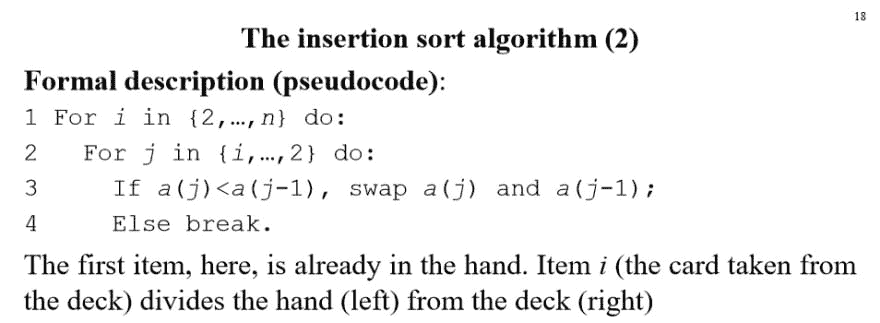 18
The insertion sort algorithm (2)
Formal description (pseudocode):
1 For i in {2,…,n} do:
2   For j in {i,…,2} do:
3     If a(j)<a(j-1), swap a(j) and a(j-1);
4     Else break.
The first item, here, is already in the hand. Item i (the card taken from
the deck) divides the hand (left) from the deck (right)